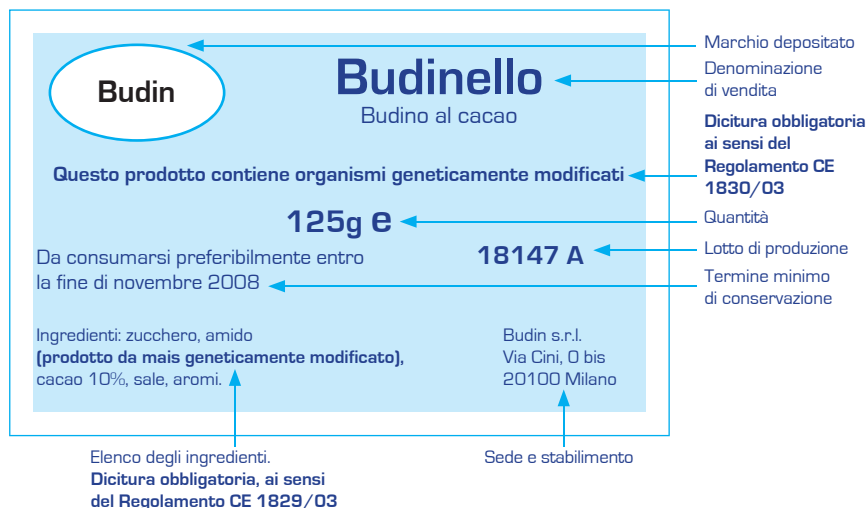 Budin
Budinello
Budino al cacao
Questo prodotto contiene organismi geneticamente modificati
125g e
Da consumarsi preferibilmente entro
la fine di novembre 2008
18147 A
Ingredienti: zucchero, amido
(prodotto da mais geneticamente modificato),
cacao 10%, sale, aromi.
Budin s.r.l.
Via Cini, 0 bis
20100 Milano
Marchio depositato
Denominazione
di vendita
Dicitura obbligatoria
ai sensi del
Regolamento CE
1830/03
Quantità
Lotto di produzione
Termine minimo
di conservazione
Elenco degli ingredienti.
Dicitura obbligatoria, ai sensi
del Regolamento CE 1829/03
Sede e stabilimento